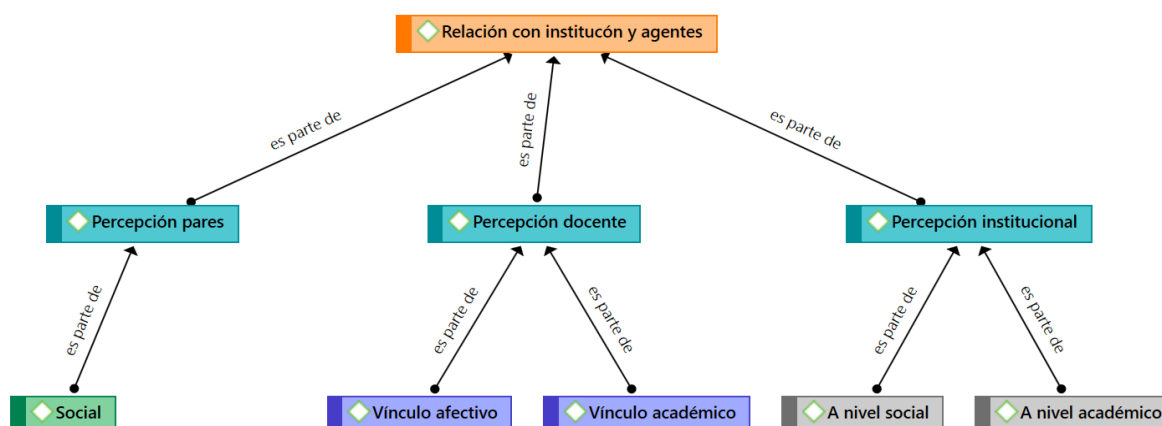 Relación con institucón y agentes
es parte de
es parte de
es parte de
Percepción pares
Percepción docente
Percepción institucional
es parte de
es parte de
es parte de
es parte de
es parte de
Social
Vínculo afectivo
Vínculo académico
A nivel social
A nivel académico